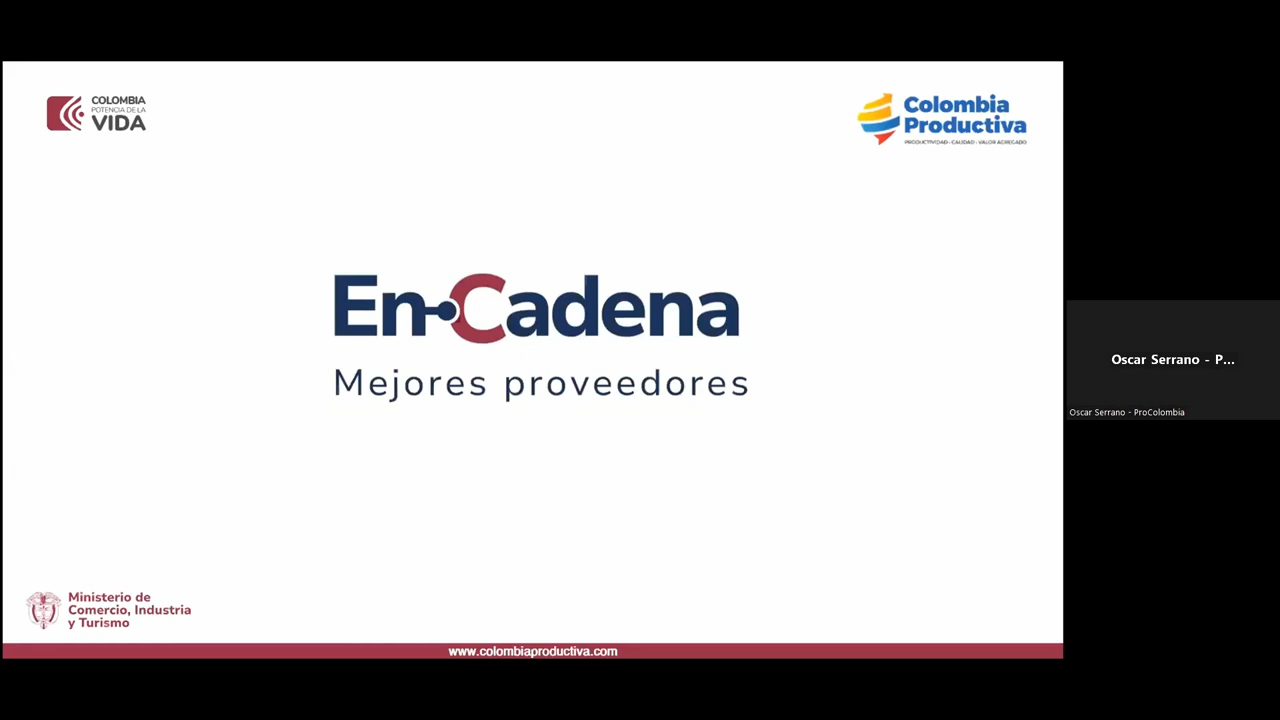 COLOMBIA
POTENCIA DE LA
VIDA
Colombia
Productiva
PRODUCTIVIDAD - CALIDAD - VALOR AGREGADO
En Cadena
Mejores proveedores
Oscar Serrano - P...
Oscar Serrano - ProColombia
Ministerio de
Comercio, Industria
y Turismo
www.colombiaproductiva.com